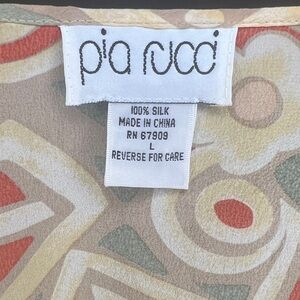 pia rucci
100% SILK
MADE IN CHINA
RN 67909
L
REVERSE FOR CARE